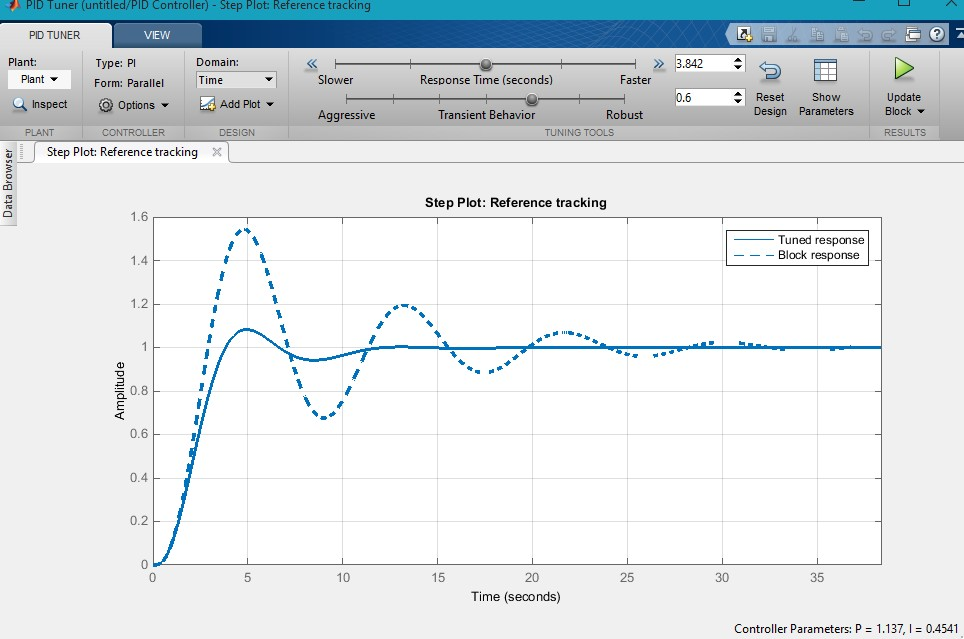 PID Tuner (untitled/PID Controller) - Step Plot: Reference tracking
PID TUNER VIEW
Plant: Type: PI Domain:
Plant Form: Parallel Time
Inspect Options Add Plot
Slower Response Time (seconds) Faster 3.842
Aggressive Transient Behavior Robust 0.6
Reset Design Show Parameters Update Block
PLANT CONTROLLER DESIGN TUNING TOOLS RESULTS
Data Browser
Step Plot: Reference tracking
Step Plot: Reference tracking
Tuned response
Block response
Amplitude
1.6
1.4
1.2
1
0.8
0.6
0.4
0.2
0
0 5 10 15 20 25 30 35
Time (seconds)
Controller Parameters: P = 1.137, I = 0.4541